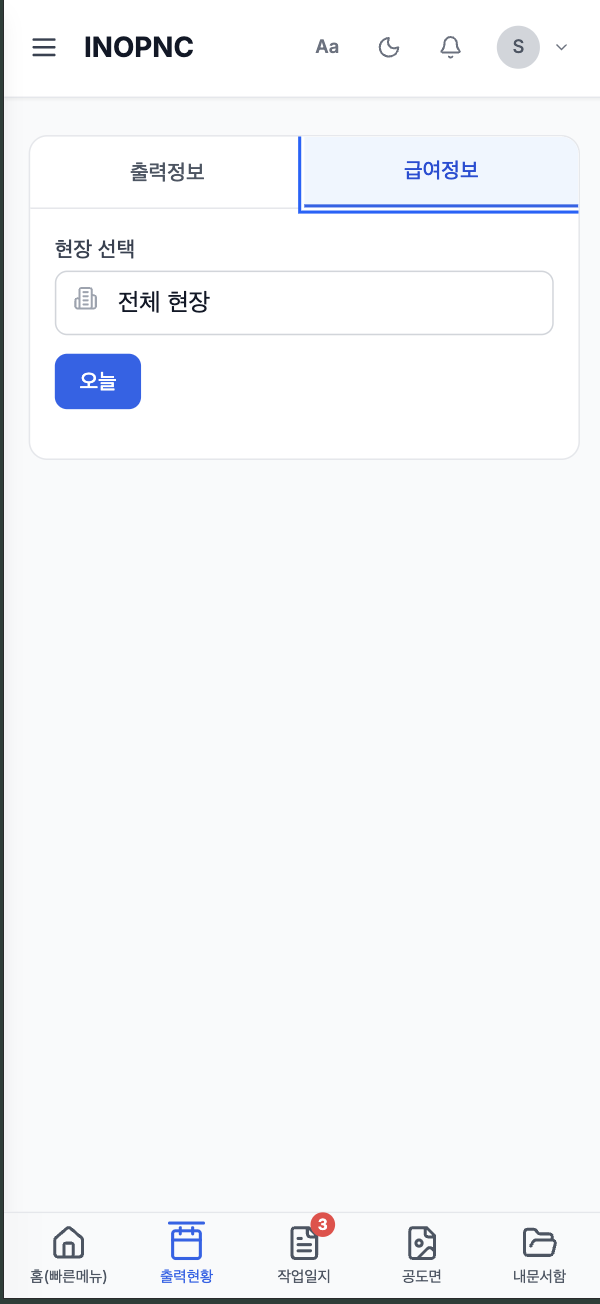 INOPNC
Aa
S
출력정보
급여정보
현장 선택
전체 현장
오늘
3
홈(빠른메뉴)
출력현황
작업일지
공도면
내문서함